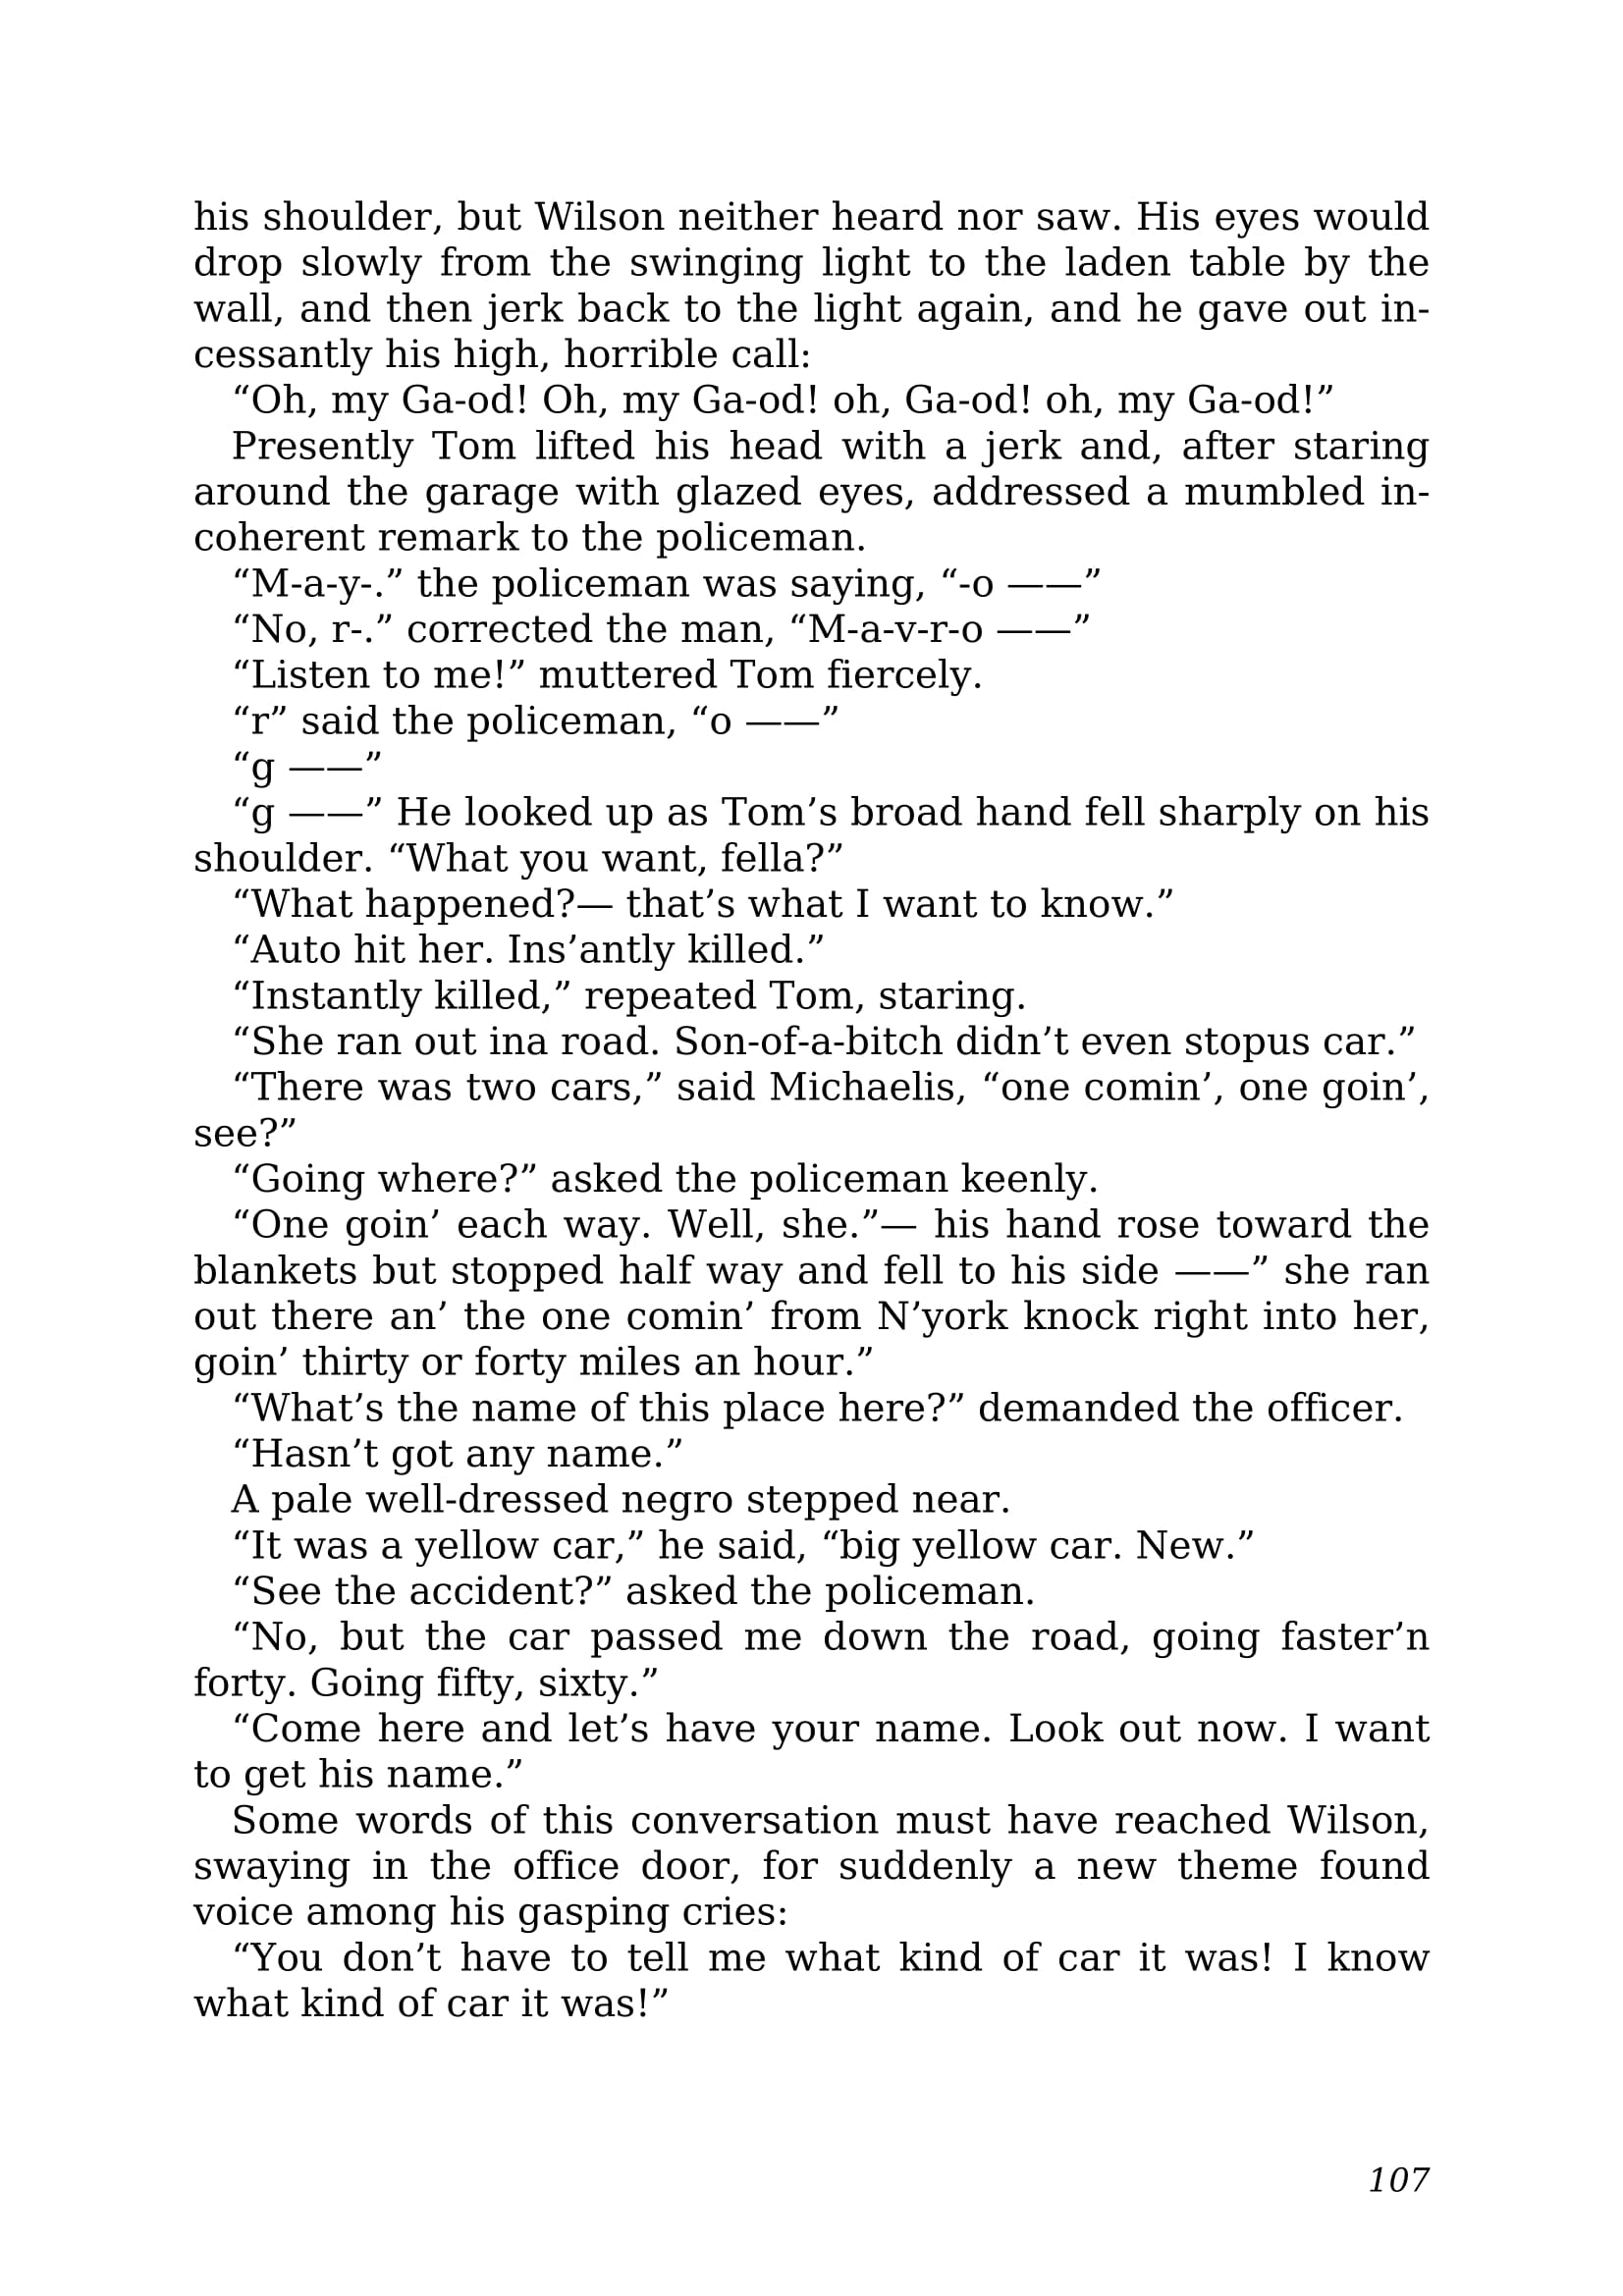 his shoulder, but Wilson neither heard nor saw. His eyes would
drop slowly from the swinging light to the laden table by the
wall, and then jerk back to the light again, and he gave out in-
cessantly his high, horrible call:
“Oh, my Ga-od! Oh, my Ga-od! oh, Ga-od! oh, my Ga-od!”
Presently Tom lifted his head with a jerk and, after staring
around the garage with glazed eyes, addressed a mumbled in-
coherent remark to the policeman.
“M-a-y-.” the policeman was saying, “-o ——”
“No, r-.” corrected the man, “M-a-v-r-o ——”
“Listen to me!” muttered Tom fiercely.
“r” said the policeman, “o ——”
“g ——”
“g ——” He looked up as Tom’s broad hand fell sharply on his
shoulder. “What you want, fella?”
“What happened?— that’s what I want to know.”
“Auto hit her. Ins’antly killed.”
“Instantly killed,” repeated Tom, staring.
“She ran out ina road. Son-of-a-bitch didn’t even stopus car.”
“There was two cars,” said Michaelis, “one comin’, one goin’,
see?”
“Going where?” asked the policeman keenly.
“One goin’ each way. Well, she.”— his hand rose toward the
blankets but stopped half way and fell to his side ——” she ran
out there an’ the one comin’ from N’york knock right into her,
goin’ thirty or forty miles an hour.”
“What’s the name of this place here?” demanded the officer.
“Hasn’t got any name.”
A pale well-dressed negro stepped near.
“It was a yellow car,” he said, “big yellow car. New.”
“See the accident?” asked the policeman.
“No, but the car passed me down the road, going faster’n
forty. Going fifty, sixty.”
“Come here and let’s have your name. Look out now. I want
to get his name.”
Some words of this conversation must have reached Wilson,
swaying in the office door, for suddenly a new theme found
voice among his gasping cries:
“You don’t have to tell me what kind of car it was! I know
what kind of car it was!”
107